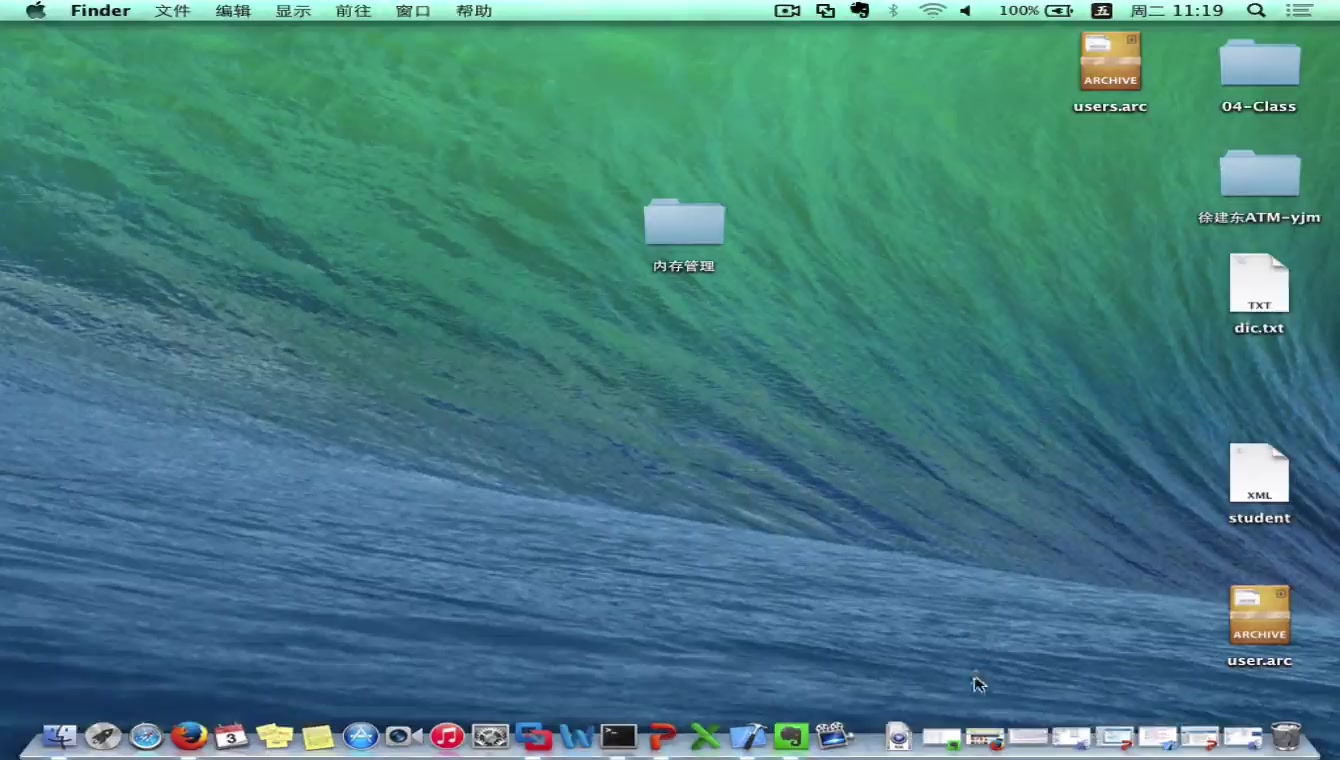 Finder 文件 编辑 显示 前往 窗口 帮助 100% 五 周二 11:19
ARCHIVE
users.arc
04-Class
徐建东ATM-yjm
内存管理
TXT
dic.txt
XML
student
ARCHIVE
user.arc
3